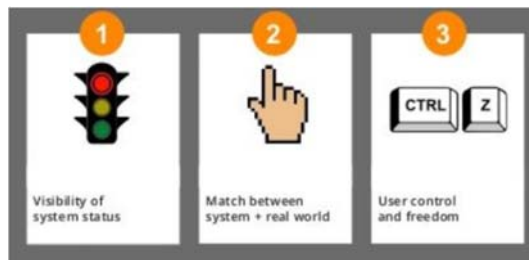 1
2
3
CTRL
Z
Visibility of
system status
Match between
system + real world
User control
and freedom